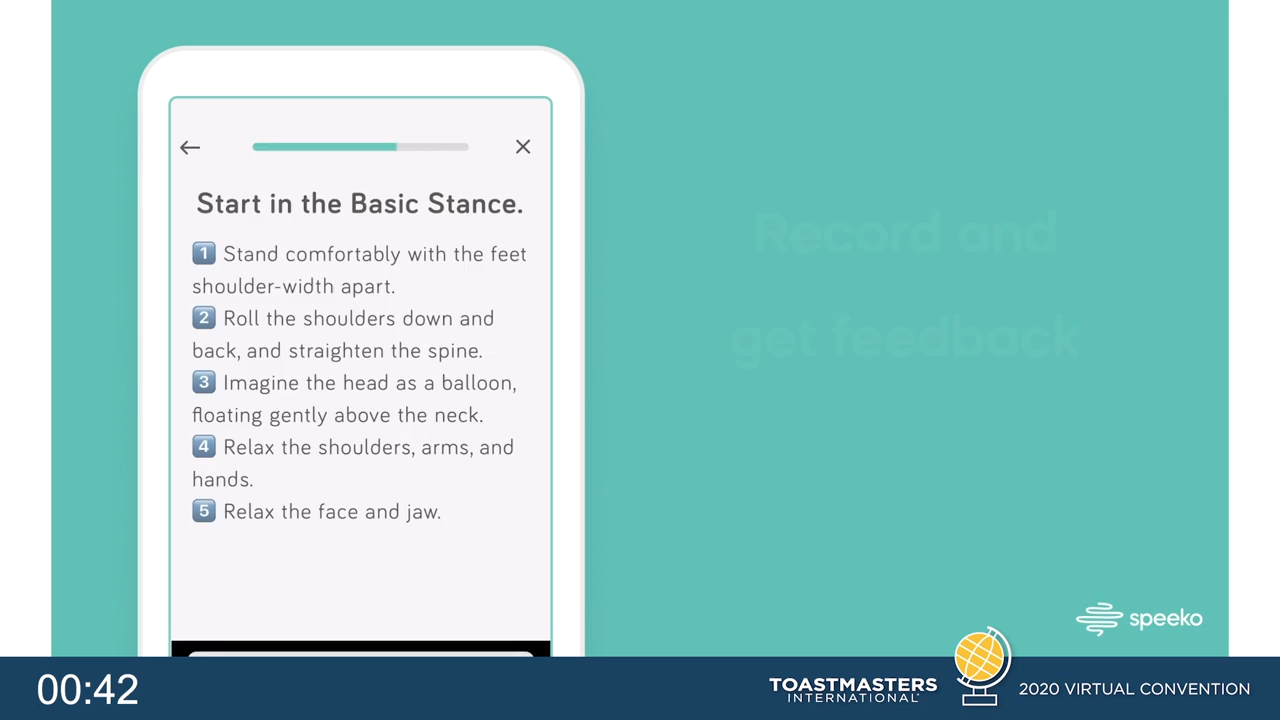 Start in the Basic Stance.
1 Stand comfortably with the feet
shoulder-width apart.
2 Roll the shoulders down and
back, and straighten the spine.
3 Imagine the head as a balloon,
floating gently above the neck.
4 Relax the shoulders, arms, and
hands.
5 Relax the face and jaw.
Record and
get feedback
speeko
00:42
TOASTMASTERS
INTERNATIONAL
2020 VIRTUAL CONVENTION